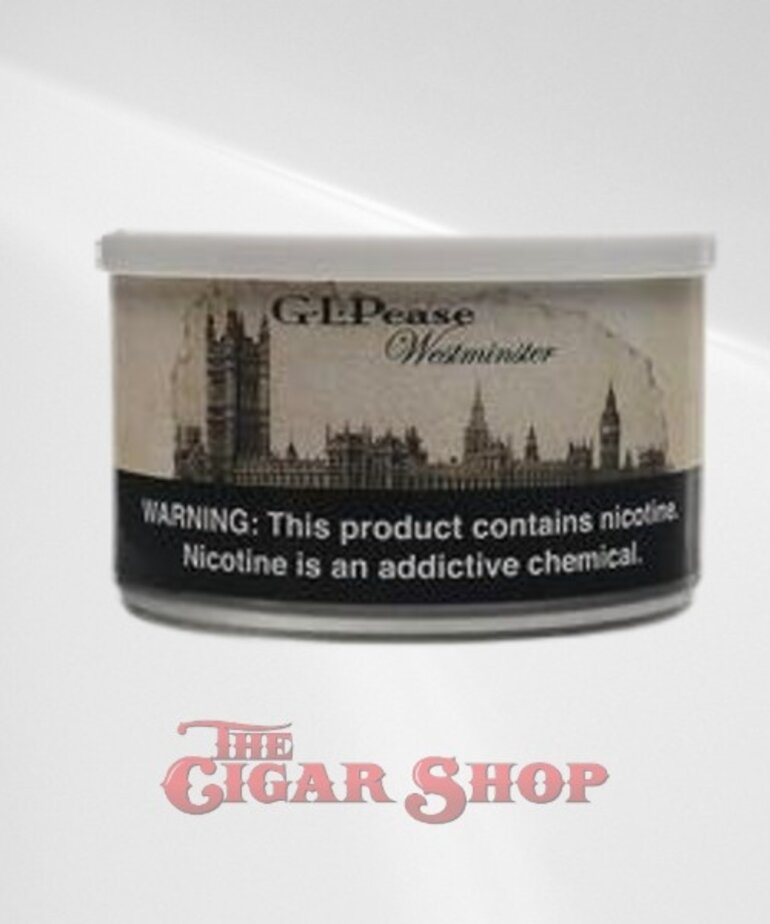 G·L·Pease
Westminster
WARNING: This product contains nicotine.
Nicotine is an addictive chemical.
THE
CIGAR SHOP